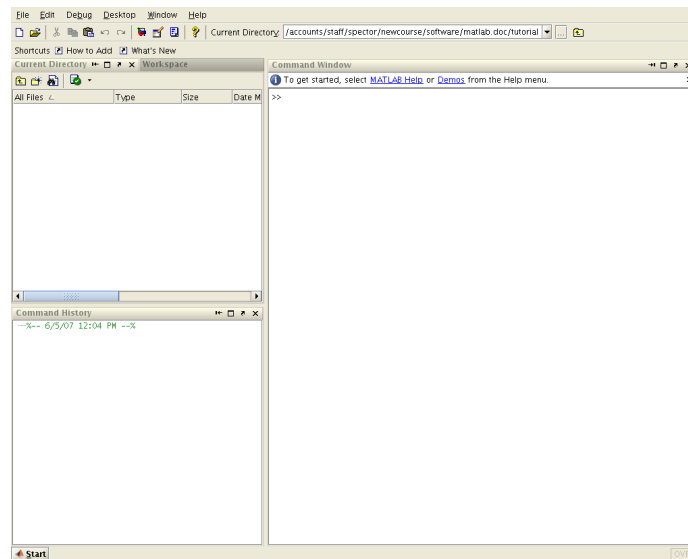 File Edit Debug Desktop Window Help
Current Directory: /accounts/staff/spector/newcourse/software/matlab.doc/tutorial ...
Shortcuts How to Add What's New
Current Directory Workspace
Command Window
To get started, select MATLAB Help or Demos from the Help menu.
All Files Type Size Date M
>>
Command History
%-- 6/5/07 12:04 PM --%
Start
OVR